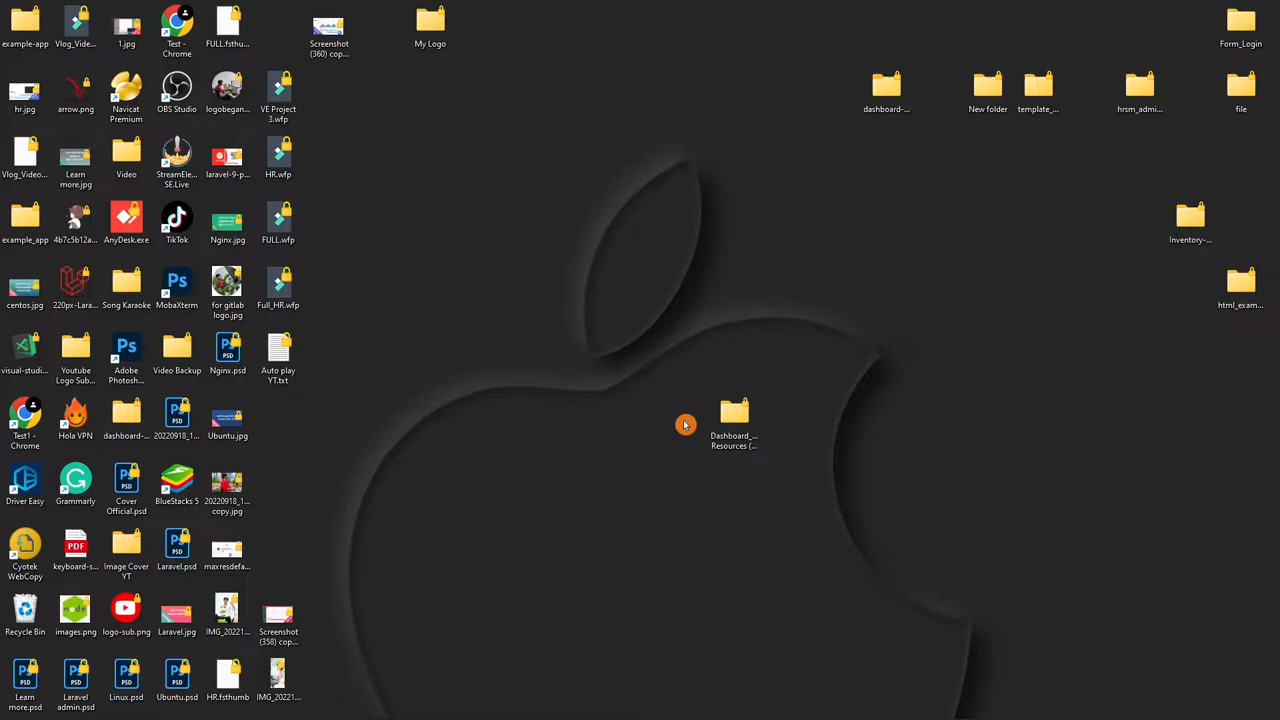 example-app
Vlog_Vide...
1.jpg
Test -
Chrome
FULL.fsthu...
Screenshot
(360) cop...
My Logo
Form_Login
hr.jpg
arrow.png
Navicat
Premium
OBS Studio
logobegan...
VE Project
3.wfp
dashboard-...
New folder
template_...
hrsm_admi...
file
Vlog_Video...
Learn
more.jpg
Video
StreamEle...
SE.Live
laravel-9-p...
HR.wfp
example_app
4b7c5b12a...
AnyDesk.exe
TikTok
Nginx.jpg
FULL.wfp
Inventory-...
centos.jpg
220px-Lara...
Song Karaoke
MobaXterm
for gitlab
logo.jpg
Full_HR.wfp
html_exam...
visual-studi...
Youtube
Logo Sub...
Adobe
Photosh...
Video Backup
Nginx.psd
Auto play
YT.txt
Test1 -
Chrome
Hola VPN
dashboard-...
20220918_1...
Ubuntu.jpg
Dashboard_...
Resources (...
Driver Easy
Grammarly
Cover
Official.psd
BlueStacks 5
20220918_1...
copy.jpg
Cyotek
WebCopy
keyboard-s...
Image Cover
YT
Laravel.psd
maxresdefa...
Recycle Bin
images.png
logo-sub.png
Laravel.jpg
IMG_20221...
Screenshot
(358) cop...
Learn
more.psd
Laravel
admin.psd
Linux.psd
Ubuntu.psd
HR.fsthumb
IMG_20221...